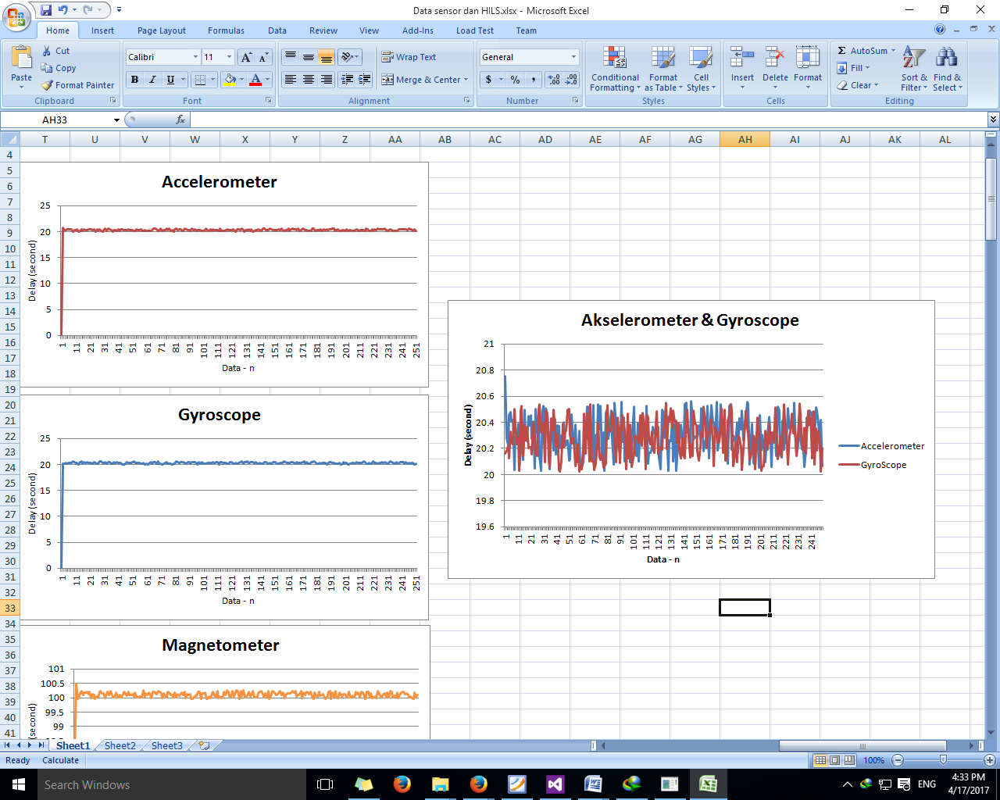 Data sensor dan HILS.xlsx - Microsoft Excel
Home Insert Page Layout Formulas Data Review View Add-Ins Load Test Team
Paste
Cut
Copy
Format Painter
Clipboard
Calibri 11 A A
B I U A
Font
Wrap Text
Merge & Center
Alignment
General
$ % , .00 .0
Number
Conditional Formatting
Format as Table
Cell Styles
Styles
Insert Delete Format
Cells
Σ AutoSum
Fill
Clear
Sort & Filter
Find & Select
Editing
AH33 fx
T U V W X Y Z AA AB AC AD AE AF AG AH AI AJ AK AL
4
5
6
7
8
9
10
11
12
13
14
15
16
17
18
19
20
21
22
23
24
25
26
27
28
29
30
31
32
33
34
35
36
37
38
39
40
41
Accelerometer
25
20
15
10
5
0
Delay (second)
1 11 21 31 41 51 61 71 81 91 101 111 121 131 141 151 161 171 181 191 201 211 221 231 241 251
Data - n
Gyroscope
25
20
15
10
5
0
Delay (second)
1 11 21 31 41 51 61 71 81 91 101 111 121 131 141 151 161 171 181 191 201 211 221 231 241 251
Data - n
Magnetometer
101
100.5
100
99.5
99
(second)
Akselerometer & Gyroscope
21
20.8
20.6
20.4
20.2
20
19.8
19.6
Delay (second)
1 11 21 31 41 51 61 71 81 91 101 111 121 131 141 151 161 171 181 191 201 211 221 231 241
Data - n
Accelerometer
GyroScope
Sheet1 Sheet2 Sheet3
Ready Calculate 100%
Search Windows
ENG
4:33 PM
4/17/2017